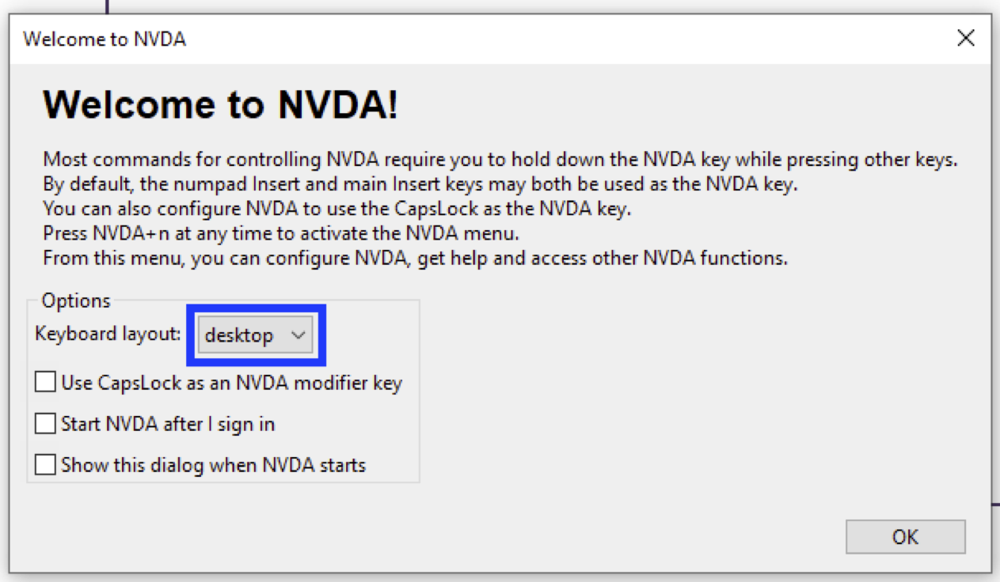 Welcome to NVDA
Welcome to NVDA!
Most commands for controlling NVDA require you to hold down the NVDA key while pressing other keys.
By default, the numpad Insert and main Insert keys may both be used as the NVDA key.
You can also configure NVDA to use the CapsLock as the NVDA key.
Press NVDA+n at any time to activate the NVDA menu.
From this menu, you can configure NVDA, get help and access other NVDA functions.
Options
Keyboard layout: desktop
Use CapsLock as an NVDA modifier key
Start NVDA after I sign in
Show this dialog when NVDA starts
OK